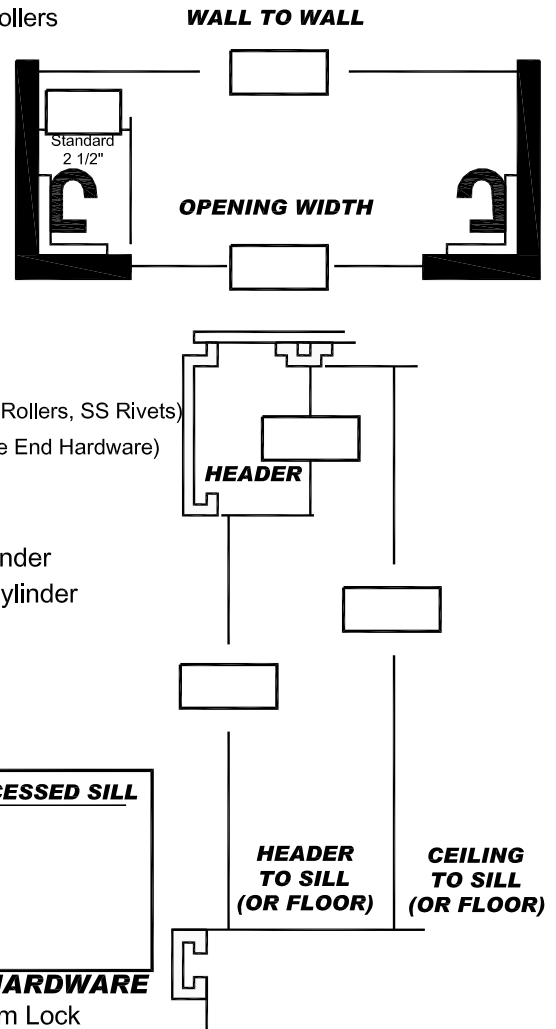 ollers
WALL TO WALL
Standard
2 1/2"
OPENING WIDTH
Rollers, SS Rivets)
e End Hardware)
HEADER
nder
ylinder
CESSED SILL
HEADER
TO SILL
(OR FLOOR)
CEILING
TO SILL
(OR FLOOR)
HARDWARE
m Lock